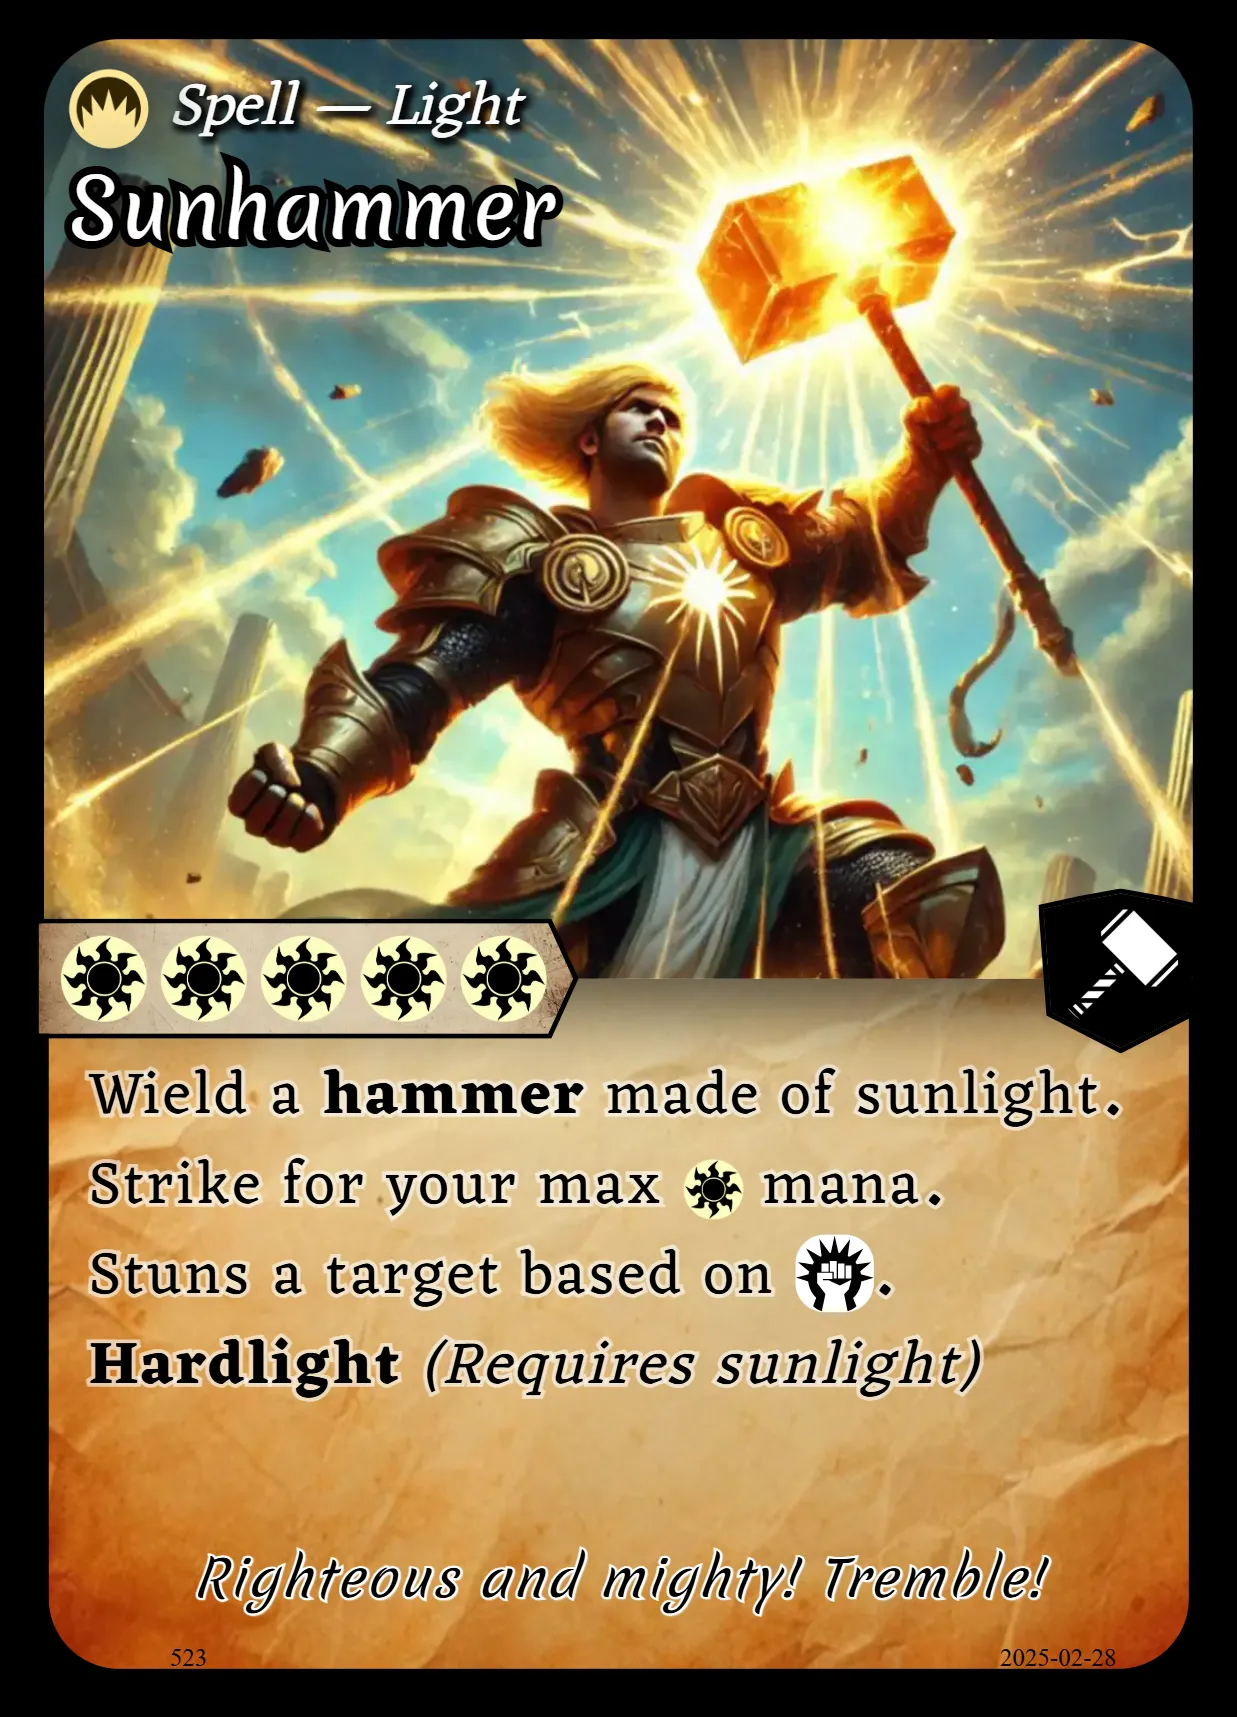 Spell — Light
Sunhammer
Wield a hammer made of sunlight.
Strike for your max mana.
Stuns a target based on .
Hardlight (Requires sunlight)
Righteous and mighty! Tremble!
523
2025-02-28